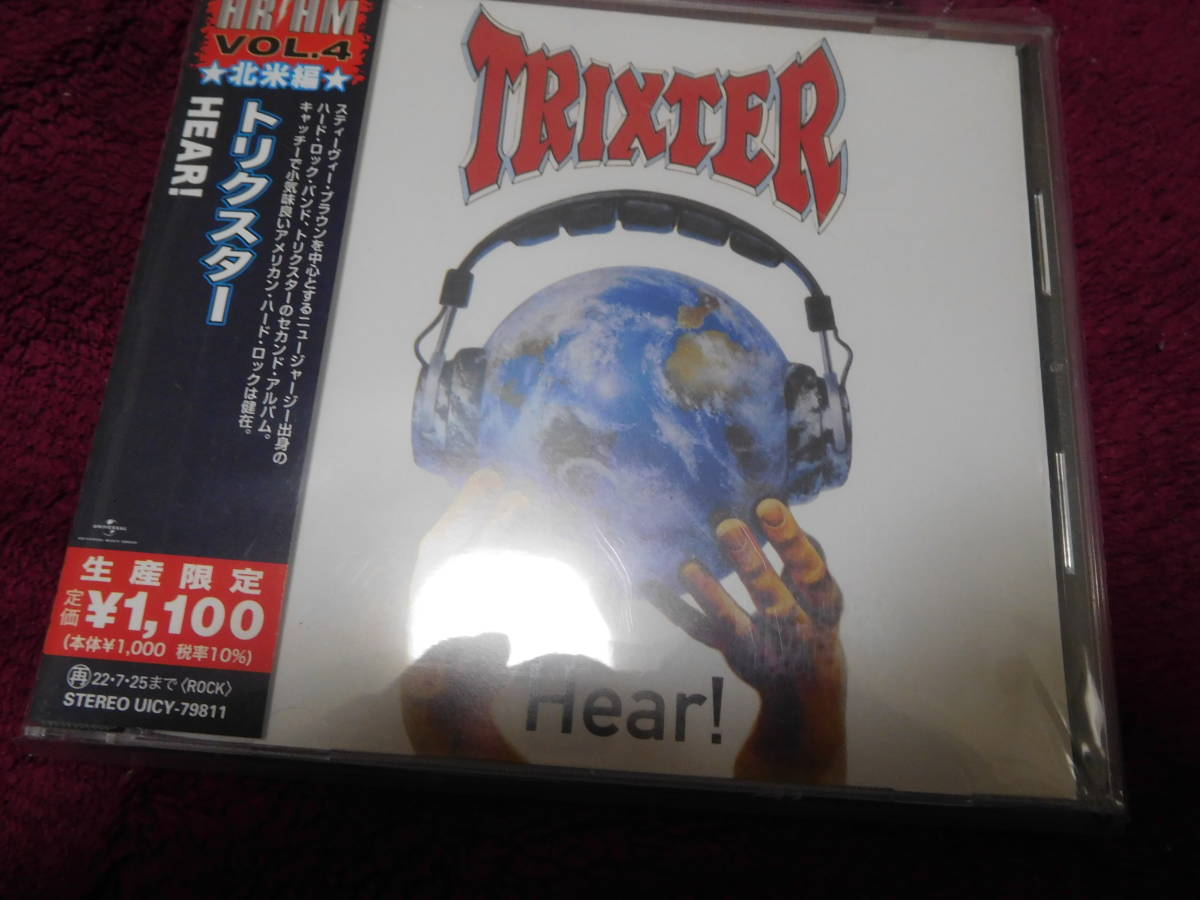 HR/HM
VOL.4
★北米編★
トリクスター
HEAR!
スティーヴィー・ブラウンを中心とするニュージャージー出身の
ハード・ロック・バンド、トリクスターのセカンド・アルバム。
キャッチーで小気味良いアメリカン・ハード・ロックは健在。
UNIVERSAL
生産限定
定価 ¥1,100
(本体¥1,000 税率10%)
再 22・7・25まで〈ROCK〉
STEREO UICY-79811
TRIXTER
Hear!